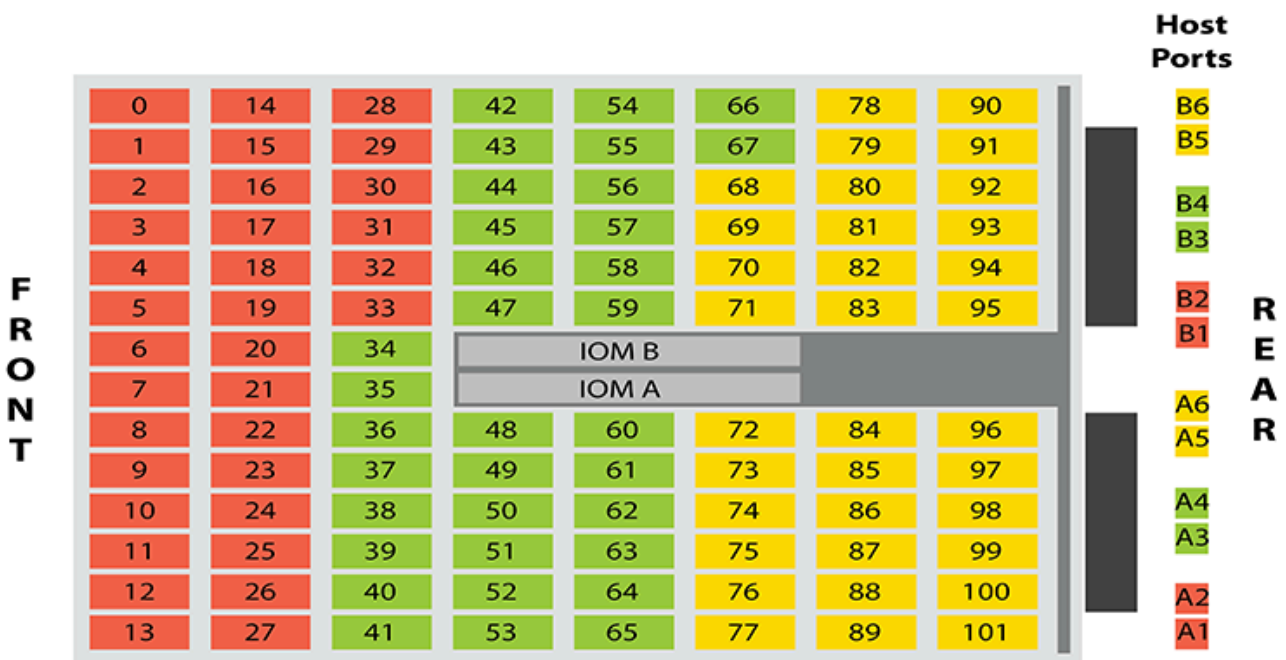 Host
Ports
0 14 28 42 54 66 78 90 B6
1 15 29 43 55 67 79 91 B5
2 16 30 44 56 68 80 92 B4
3 17 31 45 57 69 81 93 B3
4 18 32 46 58 70 82 94
5 19 33 47 59 71 83 95 B2
6 20 34 IOM B B1
7 21 35 IOM A A6
8 22 36 48 60 72 84 96 A5
9 23 37 49 61 73 85 97
10 24 38 50 62 74 86 98 A4
11 25 39 51 63 75 87 99 A3
12 26 40 52 64 76 88 100 A2
13 27 41 53 65 77 89 101 A1
FRONT
REAR